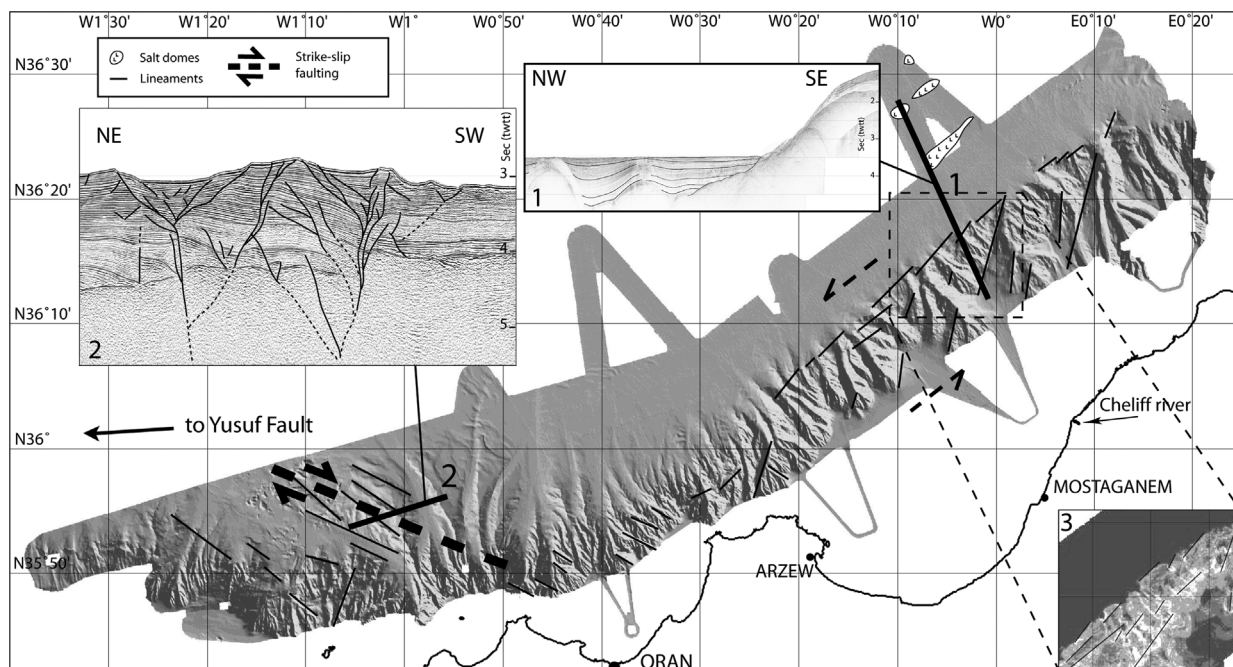 W1°30' W1°20' W1°10' W1° W0°50' W0°40' W0°30' W0°20' W0°10' W0° E0°10' E0°20'
N36°30'
N36°20'
N36°10'
N36°
N35°50'
Salt domes
Lineaments
Strike-slip
faulting
NE SW
Sec (twtt)
3
4
5
2
NW SE
Sec (twtt)
2
3
4
1
1
2
to Yusuf Fault
Cheliff river
MOSTAGANEM
ARZEW
ORAN
3